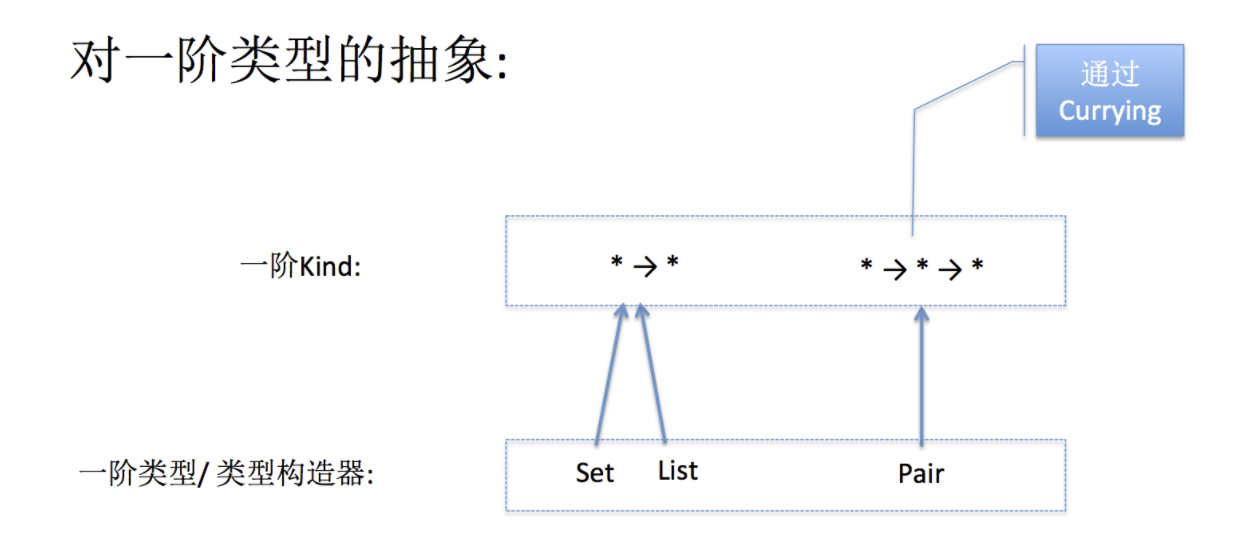 对一阶类型的抽象:
通过
Currying
一阶Kind:
* → *
* → * → *
一阶类型/ 类型构造器:
Set
List
Pair